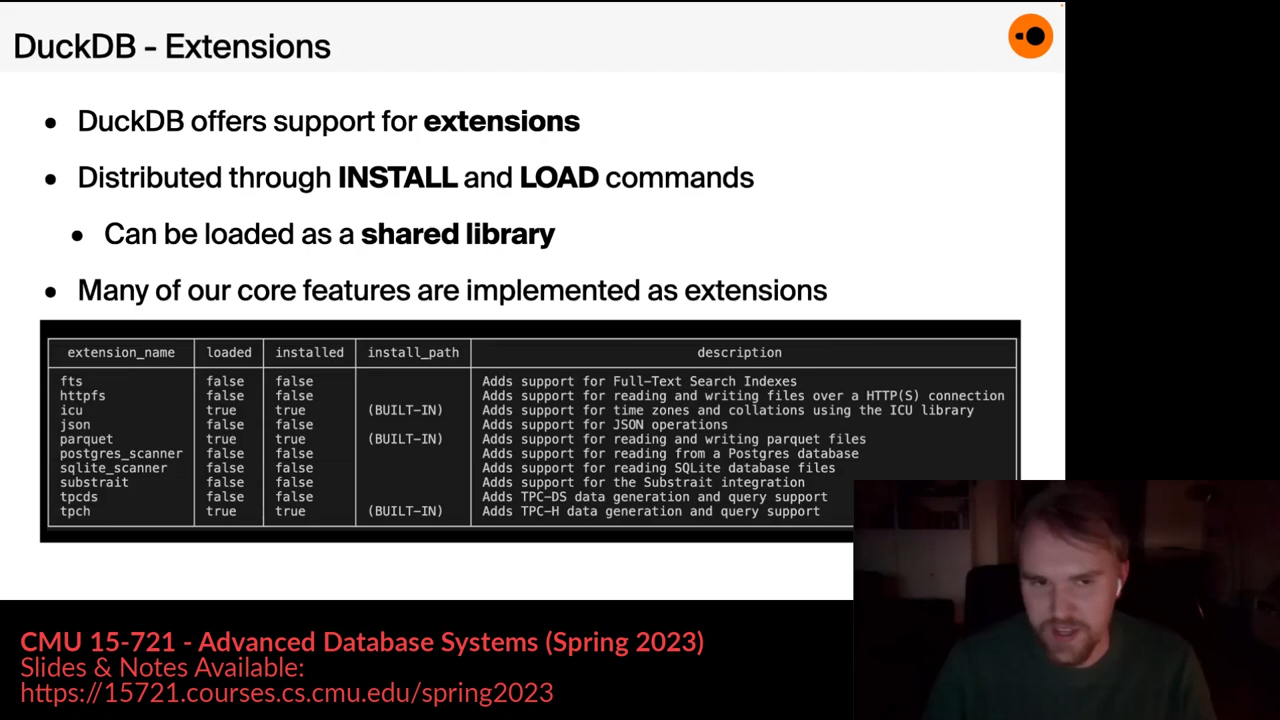 DuckDB - Extensions
• DuckDB offers support for extensions
• Distributed through INSTALL and LOAD commands
• Can be loaded as a shared library
• Many of our core features are implemented as extensions
extension_name loaded installed install_path description
fts false false Adds support for Full-Text Search Indexes
httpfs false false Adds support for reading and writing files over a HTTP(S) connection
icu true true (BUILT-IN) Adds support for time zones and collations using the ICU library
json false false Adds support for JSON operations
parquet true true (BUILT-IN) Adds support for reading and writing parquet files
postgres_scanner false false Adds support for reading from a Postgres database
sqlite_scanner false false Adds support for reading SQLite database files
substrait false false Adds support for the Substrait integration
tpcds false false Adds TPC-DS data generation and query support
tpch true true (BUILT-IN) Adds TPC-H data generation and query support
CMU 15-721 - Advanced Database Systems (Spring 2023)
Slides & Notes Available:
https://15721.courses.cs.cmu.edu/spring2023